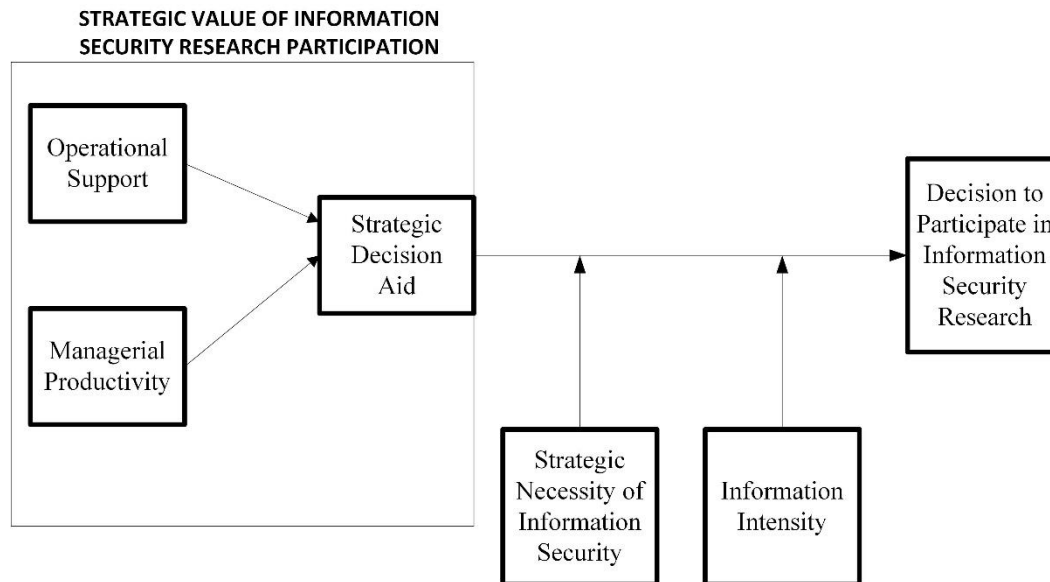 STRATEGIC VALUE OF INFORMATION
SECURITY RESEARCH PARTICIPATION
Operational
Support
Managerial
Productivity
Strategic
Decision
Aid
Strategic
Necessity of
Information
Security
Information
Intensity
Decision to
Participate in
Information
Security
Research